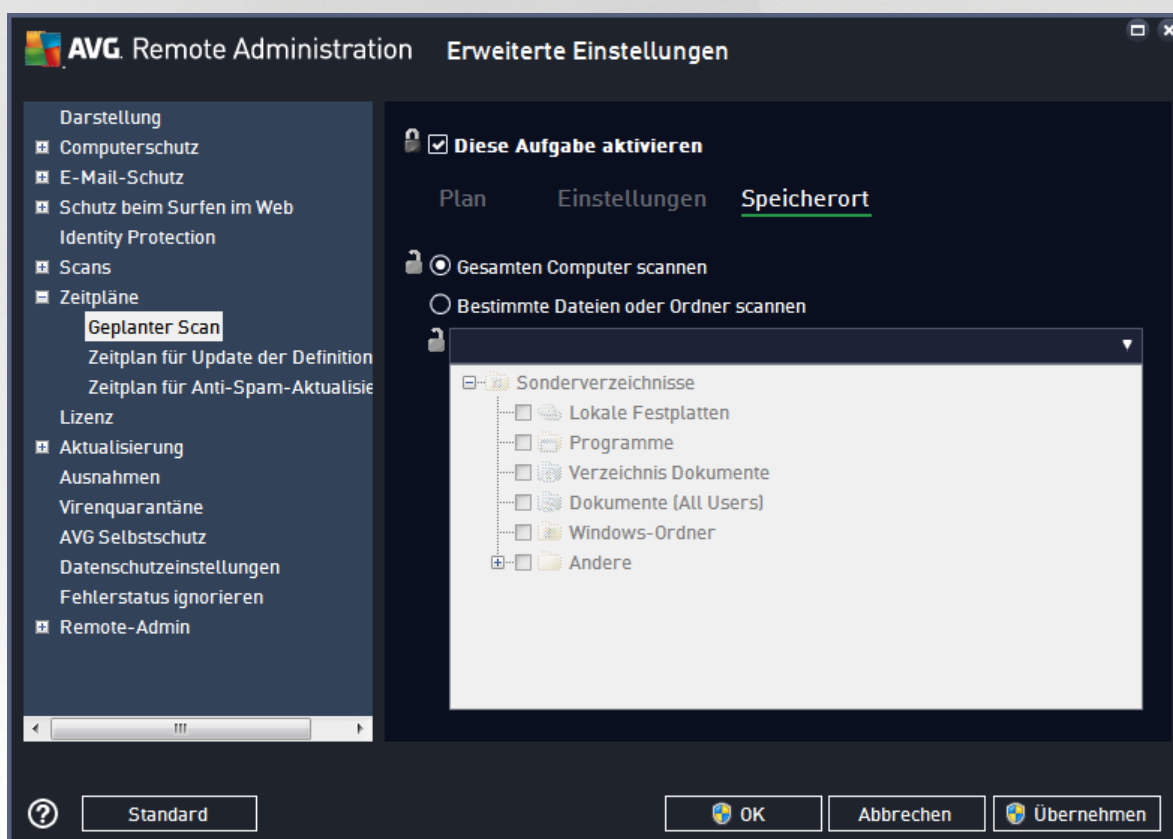 AVG. Remote Administration Erweiterte Einstellungen
Darstellung
Computerschutz
E-Mail-Schutz
Schutz beim Surfen im Web
Identity Protection
Scans
Zeitpläne
Geplanter Scan
Zeitplan für Update der Definition
Zeitplan für Anti-Spam-Aktualisie
Lizenz
Aktualisierung
Ausnahmen
Virenquarantäne
AVG Selbstschutz
Datenschutzeinstellungen
Fehlerstatus ignorieren
Remote-Admin
Diese Aufgabe aktivieren
Plan Einstellungen Speicherort
Gesamten Computer scannen
Bestimmte Dateien oder Ordner scannen
Sonderverzeichnisse
Lokale Festplatten
Programme
Verzeichnis Dokumente
Dokumente (All Users)
Windows-Ordner
Andere
Standard OK Abbrechen Übernehmen